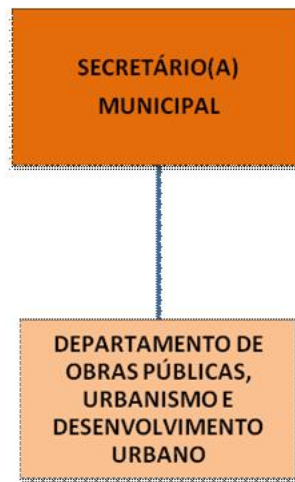 SECRETÁRIO(A)
MUNICIPAL
DEPARTAMENTO DE
OBRAS PÚBLICAS,
URBANISMO E
DESENVOLVIMENTO
URBANO